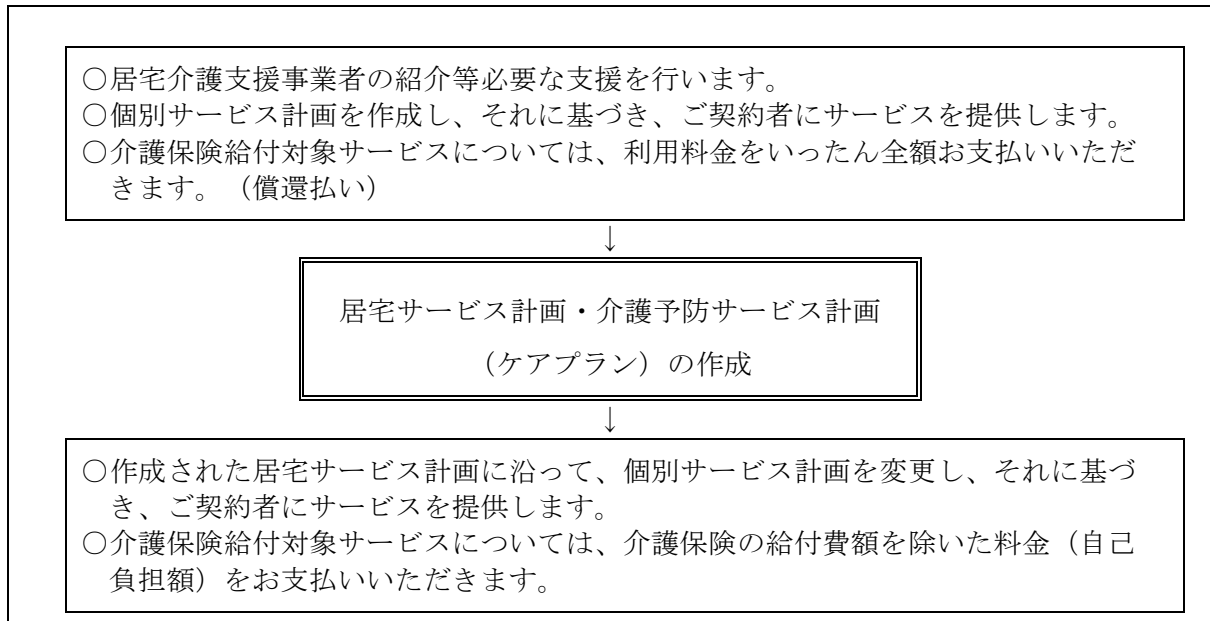 ○居宅介護支援事業者の紹介等必要な支援を行います。
○個別サービス計画を作成し、それに基づき、ご契約者にサービスを提供します。
○介護保険給付対象サービスについては、利用料金をいったん全額お支払いいただ
きます。（償還払い）
↓
居宅サービス計画・介護予防サービス計画
（ケアプラン）の作成
↓
○作成された居宅サービス計画に沿って、個別サービス計画を変更し、それに基づ
き、ご契約者にサービスを提供します。
○介護保険給付対象サービスについては、介護保険の給付費額を除いた料金（自己
負担額）をお支払いいただきます。